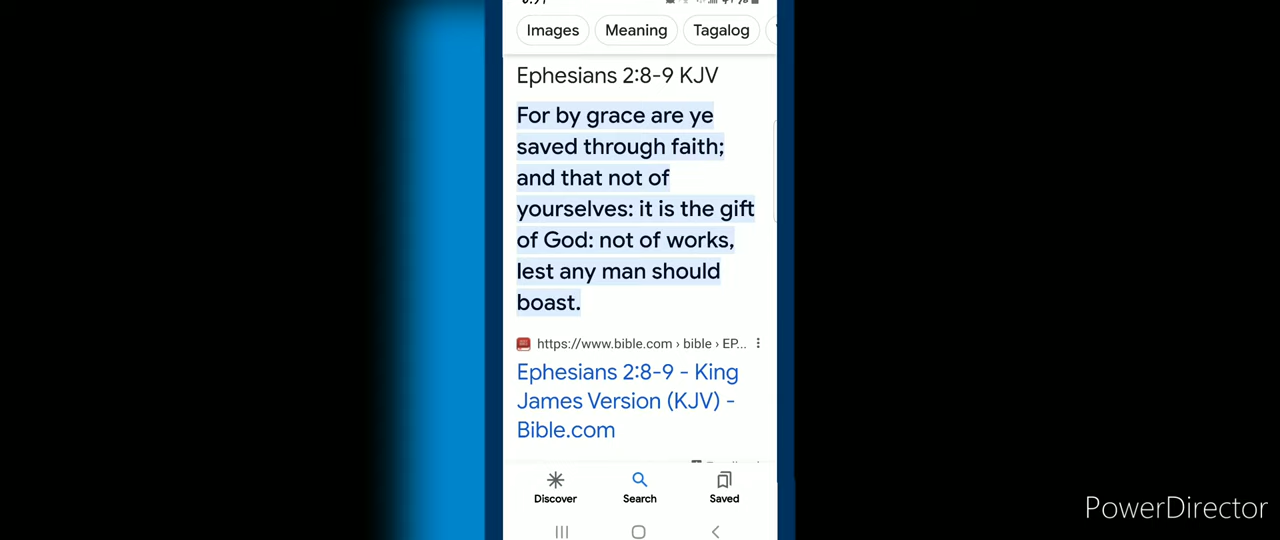 Images Meaning Tagalog
Ephesians 2:8-9 KJV
For by grace are ye
saved through faith;
and that not of
yourselves: it is the gift
of God: not of works,
lest any man should
boast.
https://www.bible.com › bible › EP...
Ephesians 2:8-9 - King
James Version (KJV) -
Bible.com
Discover Search Saved
PowerDirector